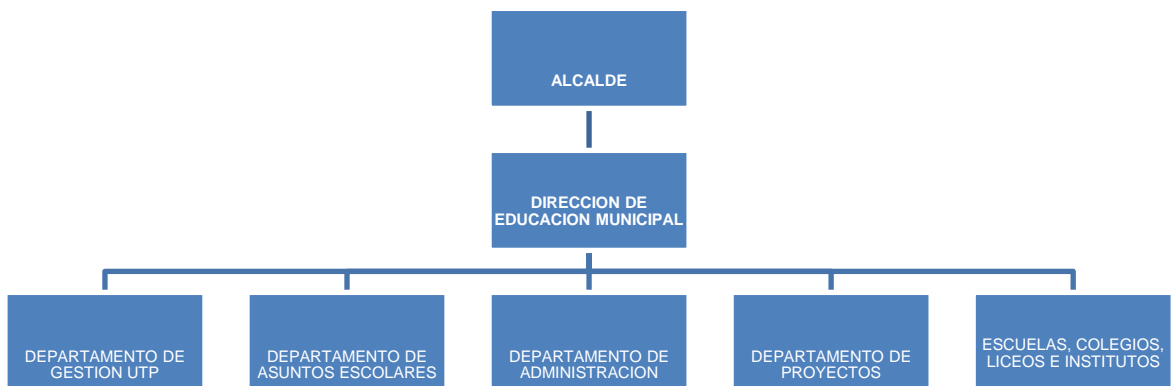 ALCALDE
DIRECCION DE
EDUCACION MUNICIPAL
DEPARTAMENTO DE
GESTION UTP
DEPARTAMENTO DE
ASUNTOS ESCOLARES
DEPARTAMENTO DE
ADMINISTRACION
DEPARTAMENTO DE
PROYECTOS
ESCUELAS, COLEGIOS,
LICEOS E INSTITUTOS